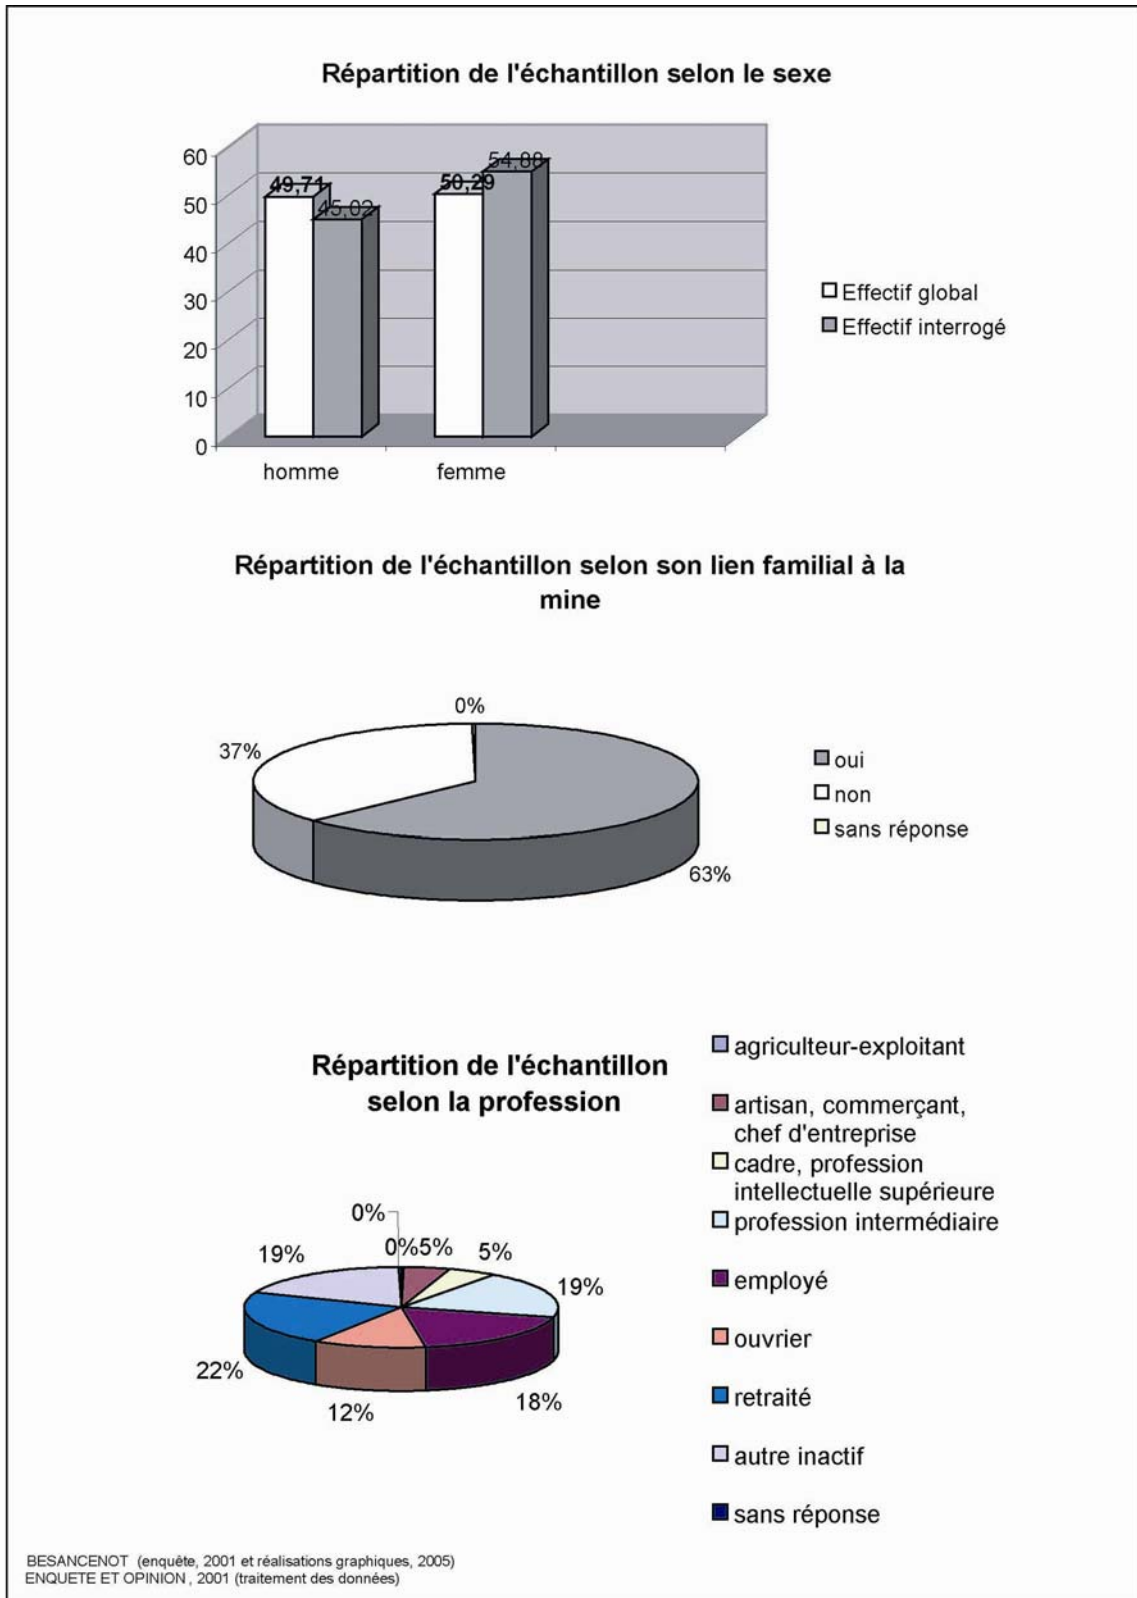 Répartition de l'échantillon selon le sexe
60
50
40
30
20
10
0
49,71
45,02
50,29
54,88
homme
femme
Effectif global
Effectif interrogé
Répartition de l'échantillon selon son lien familial à la
mine
0%
37%
63%
oui
non
sans réponse
Répartition de l'échantillon
selon la profession
0%
0%
5%
5%
19%
19%
22%
12%
18%
agriculteur-exploitant
artisan, commerçant,
chef d'entreprise
cadre, profession
intellectuelle supérieure
profession intermédiaire
employé
ouvrier
retraité
autre inactif
sans réponse
BESANCENOT (enquête, 2001 et réalisations graphiques, 2005)
ENQUETE ET OPINION , 2001 (traitement des données)